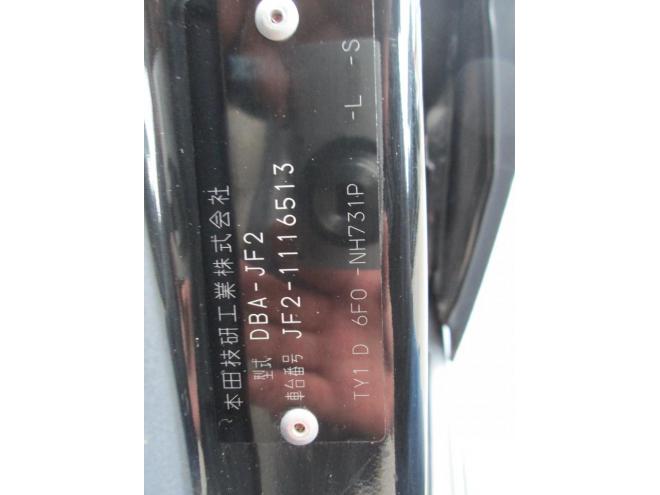 本田技研工業株式会社
型式 DBA-JF2
車台番号 JF2-1116513
TY1 D 6F0 -NH731P -L -S